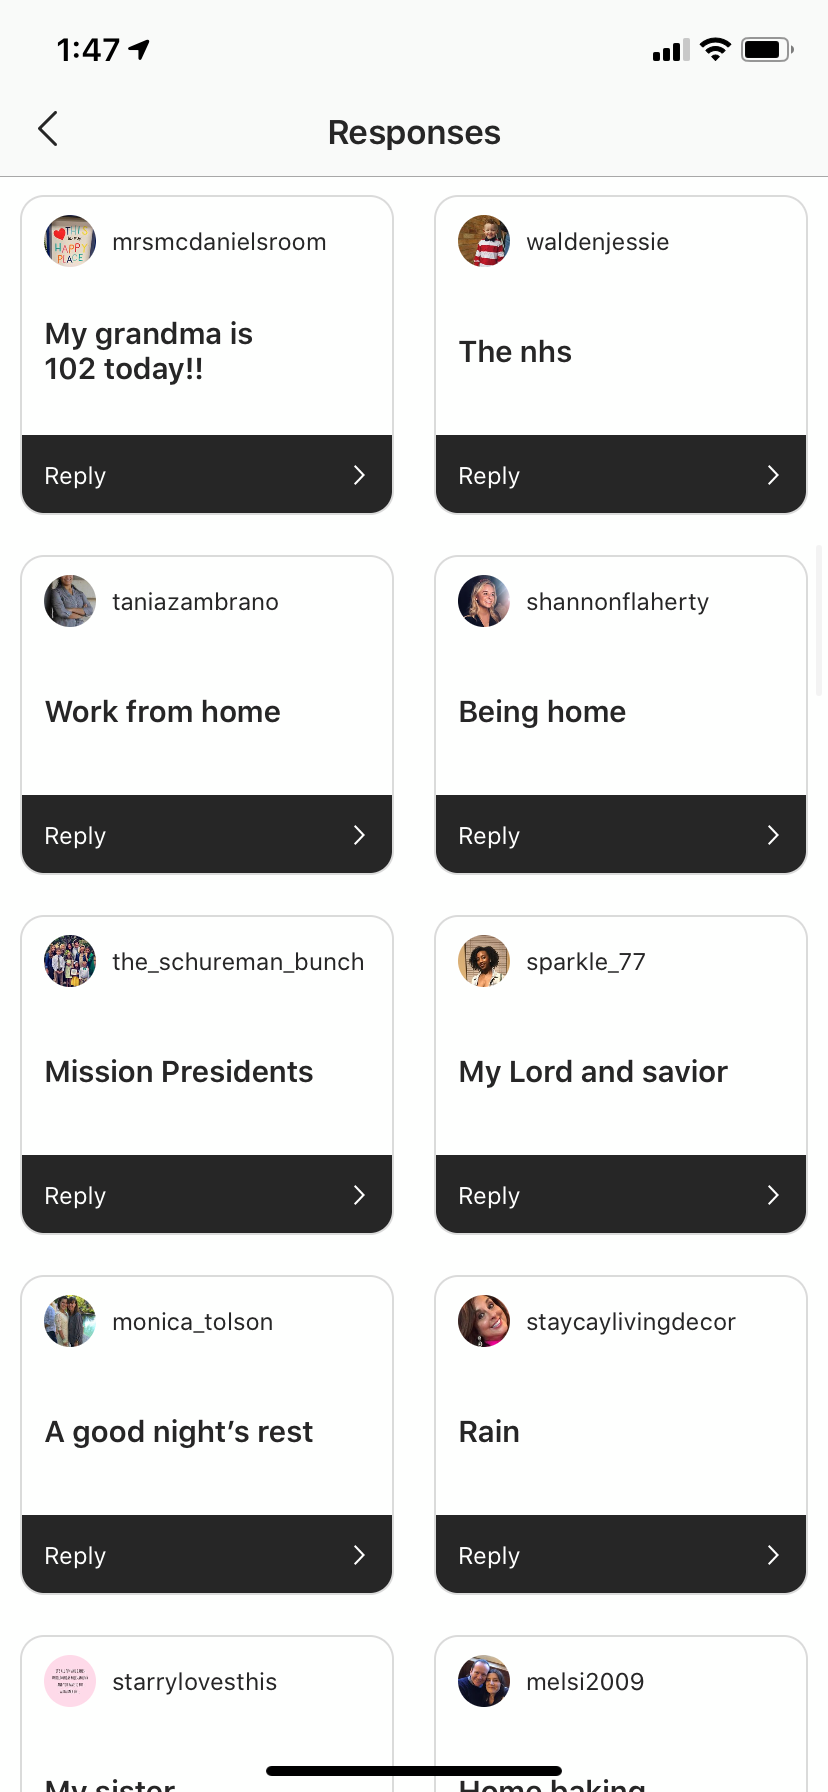 1:47
Responses
mrsmcdanielsroom
My grandma is
102 today!!
Reply
waldenjessie
The nhs
Reply
taniazambrano
Work from home
Reply
shannonflaherty
Being home
Reply
the_schureman_bunch
Mission Presidents
Reply
sparkle_77
My Lord and savior
Reply
monica_tolson
A good night’s rest
Reply
staycaylivingdecor
Rain
Reply
starrylovesthis
My sister
melsi2009
Home baking